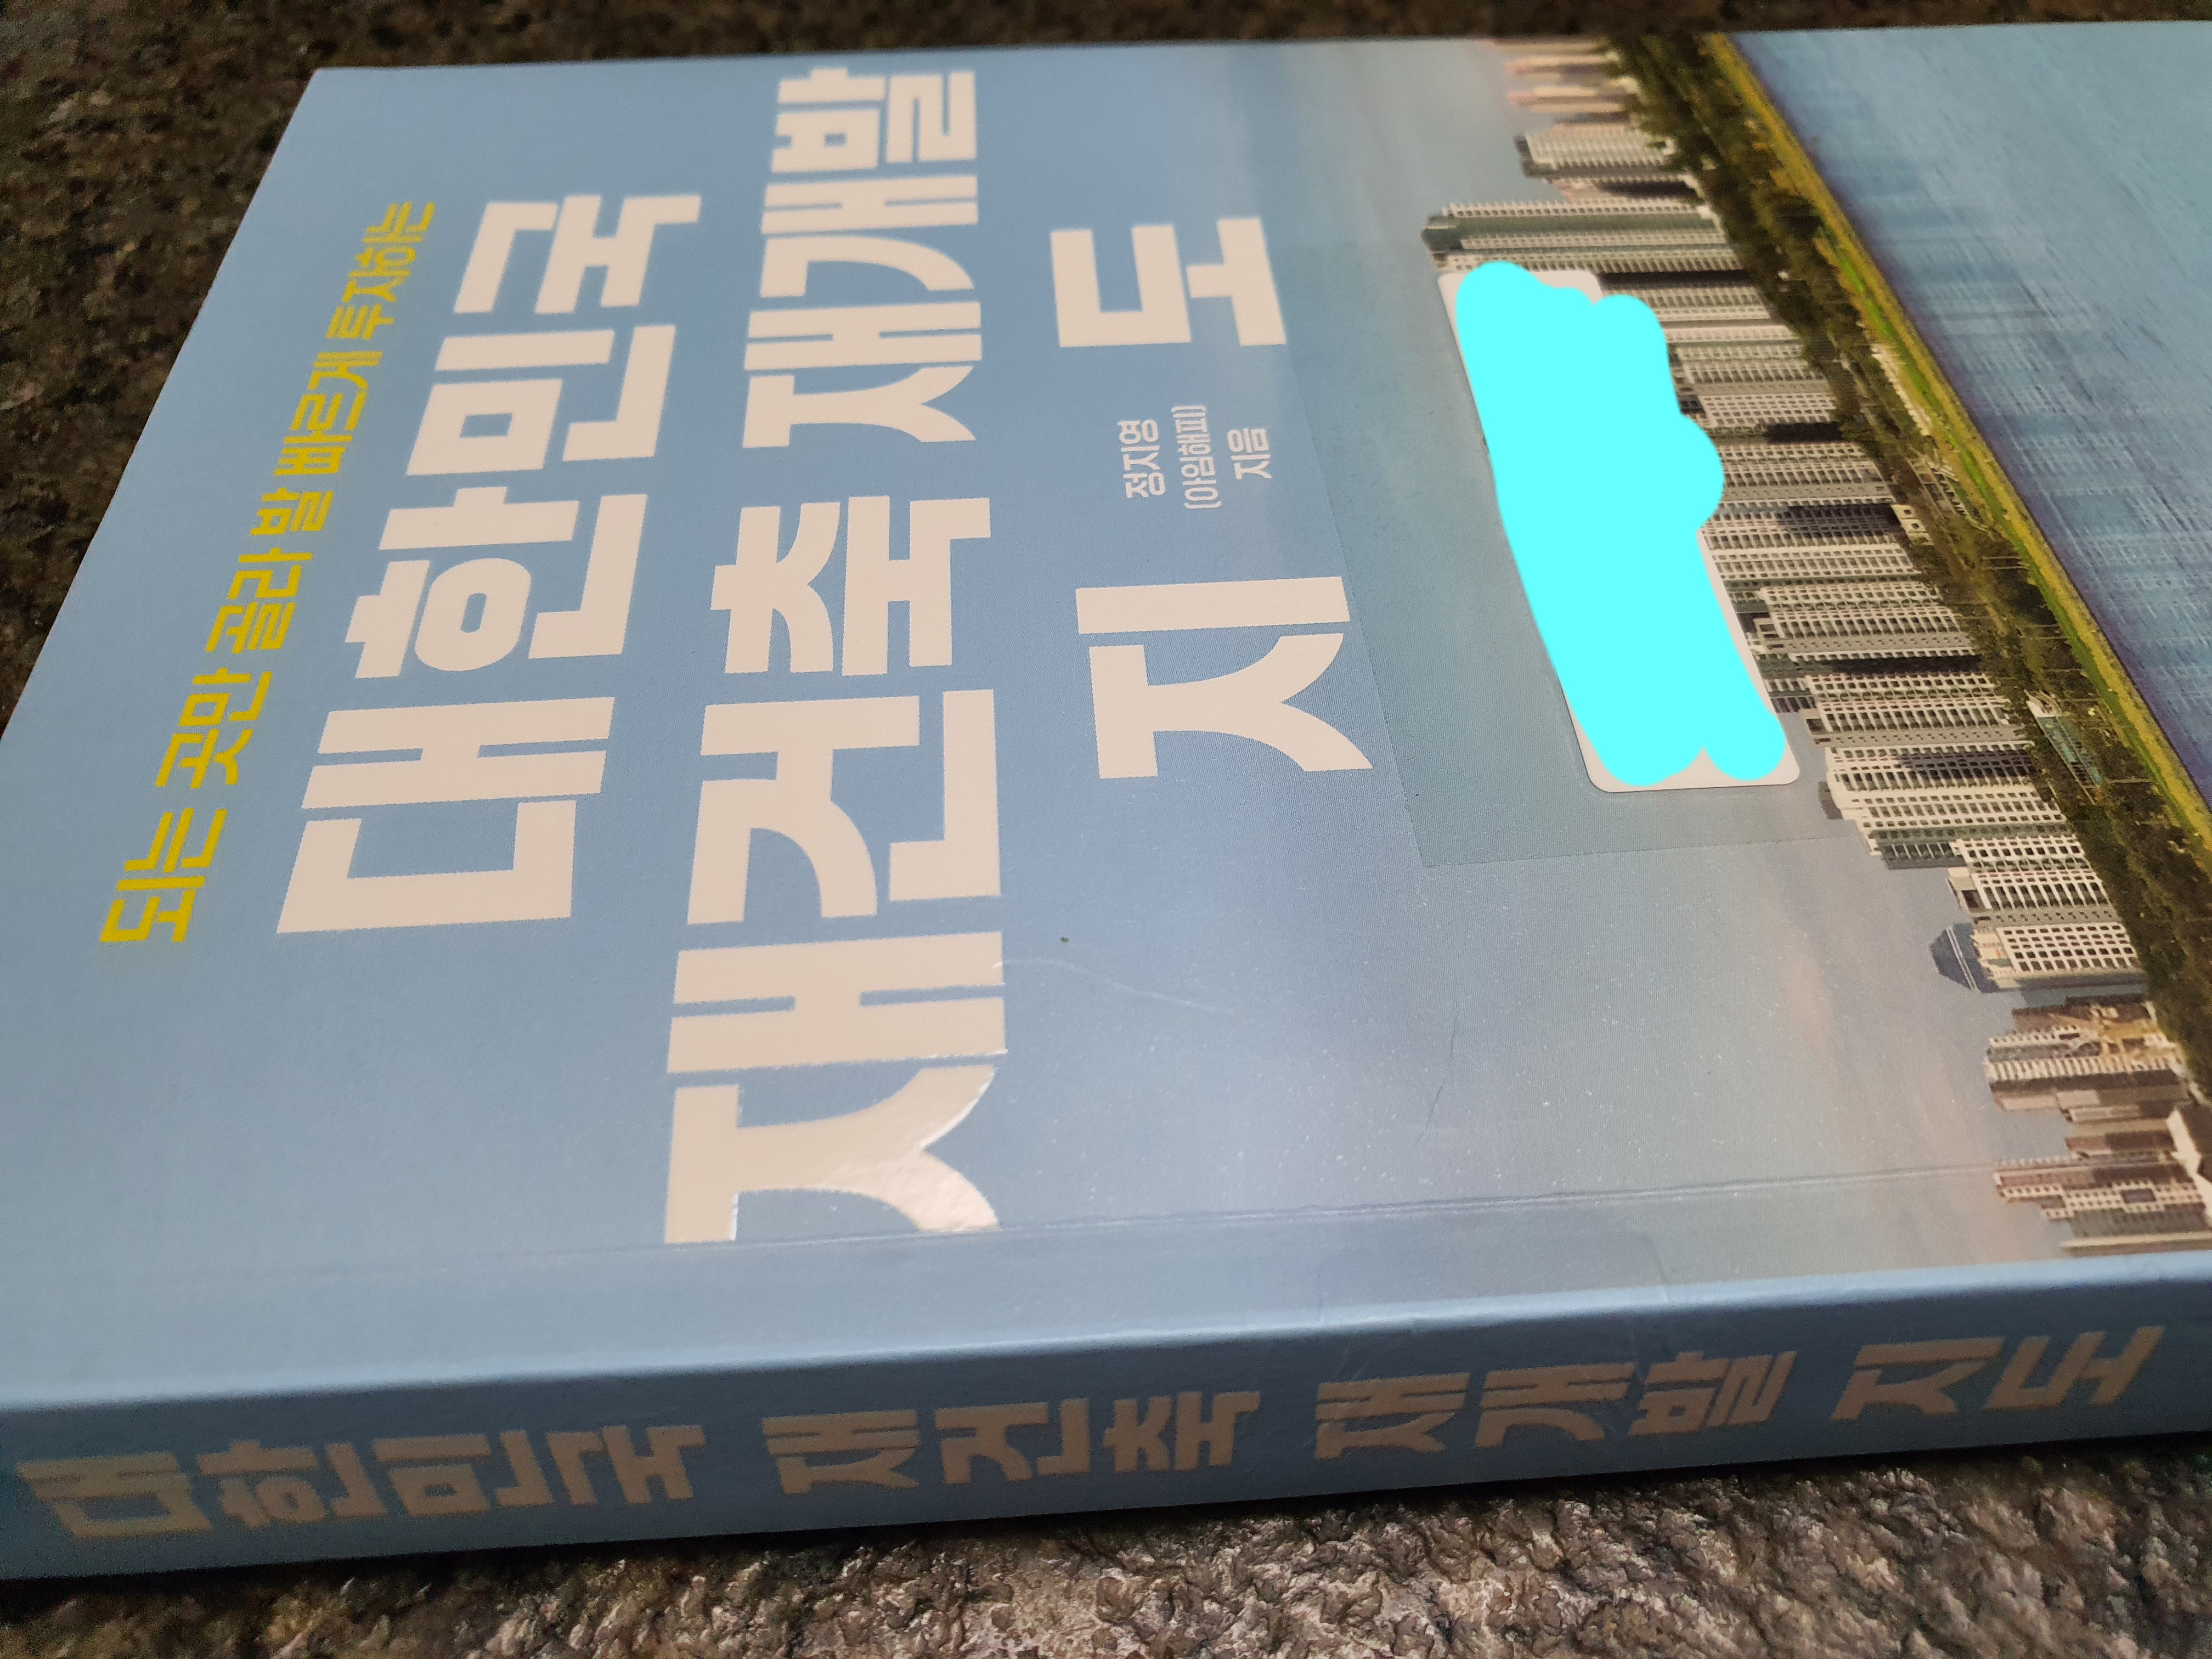 되는 곳만 골라 발 빠르게 투자하는
대한민국
재건축 재개발
지도
정지영
(아임해피)
지음
대한민국 재건축 재개발 지도